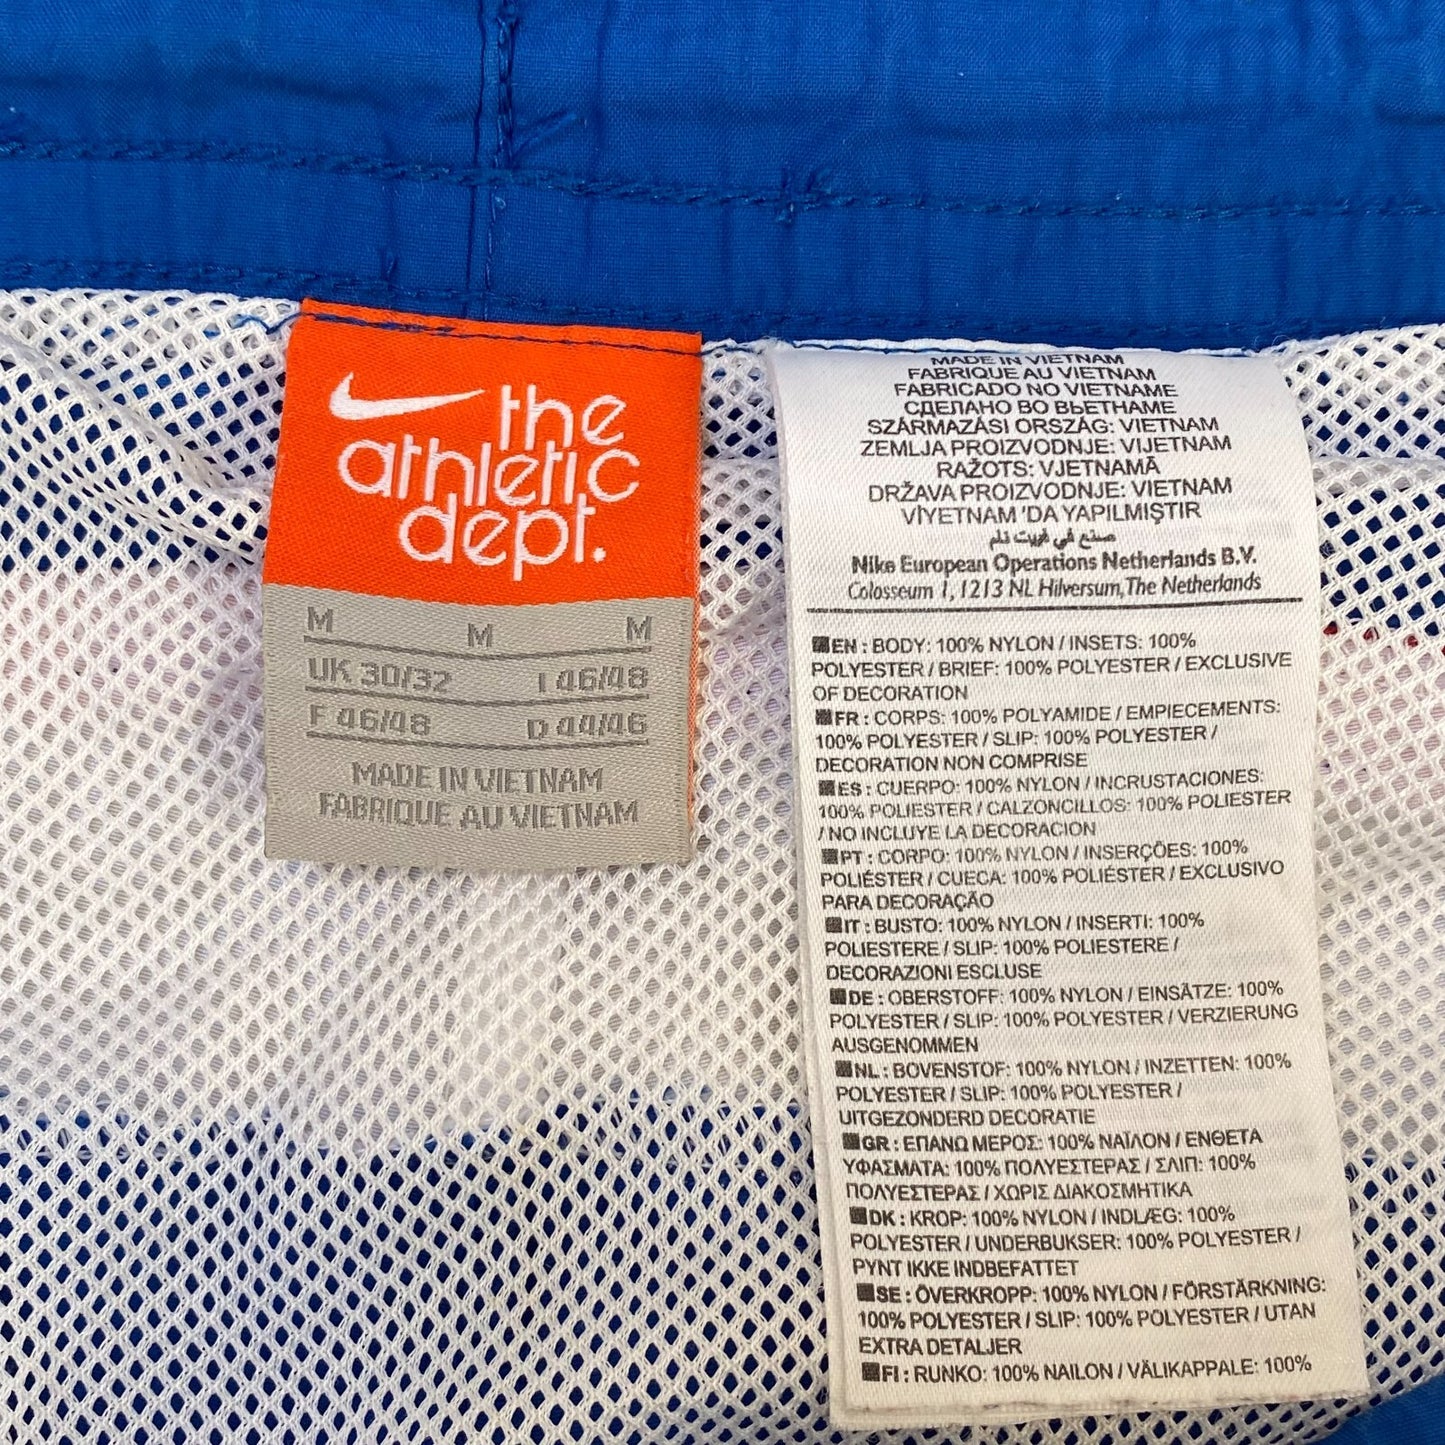 the
athletic
dept.
M M M
UK 30/32 I 46/48
F 46/48 D 44/46
MADE IN VIETNAM
FABRIQUE AU VIETNAM
MADE IN VIETNAM
FABRIQUE AU VIETNAM
FABRICADO NO VIETNAME
СДЕЛАНО ВО ВЬЕТНАМЕ
SZÁRMAZÁSI ORSZÁG: VIETNAM
ZEMLJA PROIZVODNJE: VIJETNAM
RAŽOTS: VJETNAMĀ
DRŽAVA PROIZVODNJE: VIETNAM
VİYETNAM 'DA YAPILMIŞTIR
صنع في فييت نام
Nike European Operations Netherlands B.V.
Colosseum 1, 1213 NL Hilversum, The Netherlands
EN : BODY: 100% NYLON / INSETS: 100%
POLYESTER / BRIEF: 100% POLYESTER / EXCLUSIVE
OF DECORATION
FR : CORPS: 100% POLYAMIDE / EMPIECEMENTS:
100% POLYESTER / SLIP: 100% POLYESTER /
DECORATION NON COMPRISE
ES : CUERPO: 100% NYLON / INCRUSTACIONES:
100% POLIESTER / CALZONCILLOS: 100% POLIESTER
/ NO INCLUYE LA DECORACION
PT : CORPO: 100% NYLON / INSERÇÕES: 100%
POLIÉSTER / CUECA: 100% POLIÉSTER / EXCLUSIVO
PARA DECORAÇÃO
IT : BUSTO: 100% NYLON / INSERTI: 100%
POLIESTERE / SLIP: 100% POLIESTERE /
DECORAZIONI ESCLUSE
DE : OBERSTOFF: 100% NYLON / EINSÄTZE: 100%
POLYESTER / SLIP: 100% POLYESTER / VERZIERUNG
AUSGENOMMEN
NL : BOVENSTOF: 100% NYLON / INZETTEN: 100%
POLYESTER / SLIP: 100% POLYESTER /
UITGEZONDERD DECORATIE
GR : ΕΠΑΝΩ ΜΕΡΟΣ: 100% ΝΑΪΛΟΝ / ΕΝΘΕΤΑ
ΥΦΑΣΜΑΤΑ: 100% ΠΟΛΥΕΣΤΕΡΑΣ / ΣΛΙΠ: 100%
ΠΟΛΥΕΣΤΕΡΑΣ / ΧΩΡΙΣ ΔΙΑΚΟΣΜΗΤΙΚΑ
DK : KROP: 100% NYLON / INDLÆG: 100%
POLYESTER / UNDERBUKSER: 100% POLYESTER /
PYNT IKKE INDBEFATTET
SE : ÖVERKROPP: 100% NYLON / FÖRSTÄRKNING:
100% POLYESTER / SLIP: 100% POLYESTER / UTAN
EXTRA DETALJER
FI : RUNKO: 100% NAILON / VÄLIKAPPALE: 100%